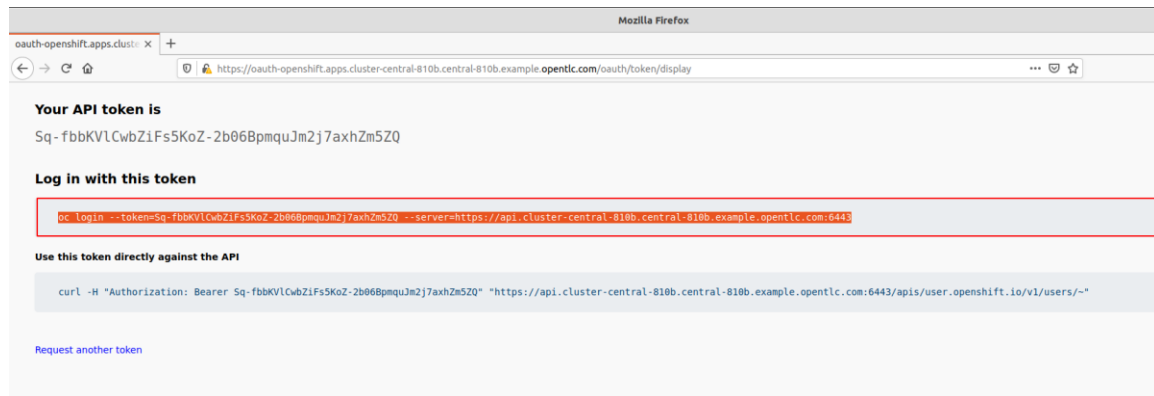 Mozilla Firefox
oauth-openshift.apps.cluste
https://oauth-openshift.apps.cluster-central-810b.central-810b.example.opentlc.com/oauth/token/display
Your API token is
Sq-fbbKVlCwbZiFs5KoZ-2b06BpmquJm2j7axhZm5ZQ
Log in with this token
oc login --token=Sq-fbbKVlCwbZiFs5KoZ-2b06BpmquJm2j7axhZm5ZQ --server=https://api.cluster-central-810b.central-810b.example.opentlc.com:6443
Use this token directly against the API
curl -H "Authorization: Bearer Sq-fbbKVlCwbZiFs5KoZ-2b06BpmquJm2j7axhZm5ZQ" "https://api.cluster-central-810b.central-810b.example.opentlc.com:6443/apis/user.openshift.io/v1/users/~"
Request another token